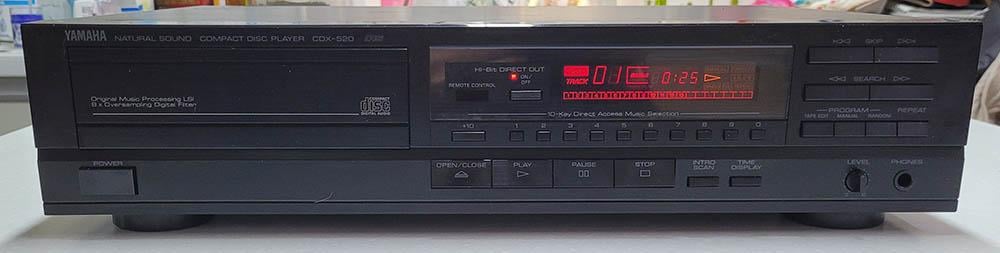 YAMAHA NATURAL SOUND COMPACT DISC PLAYER CDX-520 RS
Original Music Processing LSI
8x Oversampling Digital Filter
COMPACT
disc
DIGITAL AUDIO
Hi-Bit DIRECT OUT
ON/
OFF
REMOTE CONTROL
TRACK 01 0:25
10-Key Direct Access Music Selection
+10 1 2 3 4 5 6 7 8 9 0
SKIP
SEARCH
PROGRAM REPEAT
TAPE EDIT MANUAL RANDOM
POWER
OPEN/CLOSE PLAY PAUSE STOP
INTRO
SCAN
TIME
DISPLAY
LEVEL PHONES